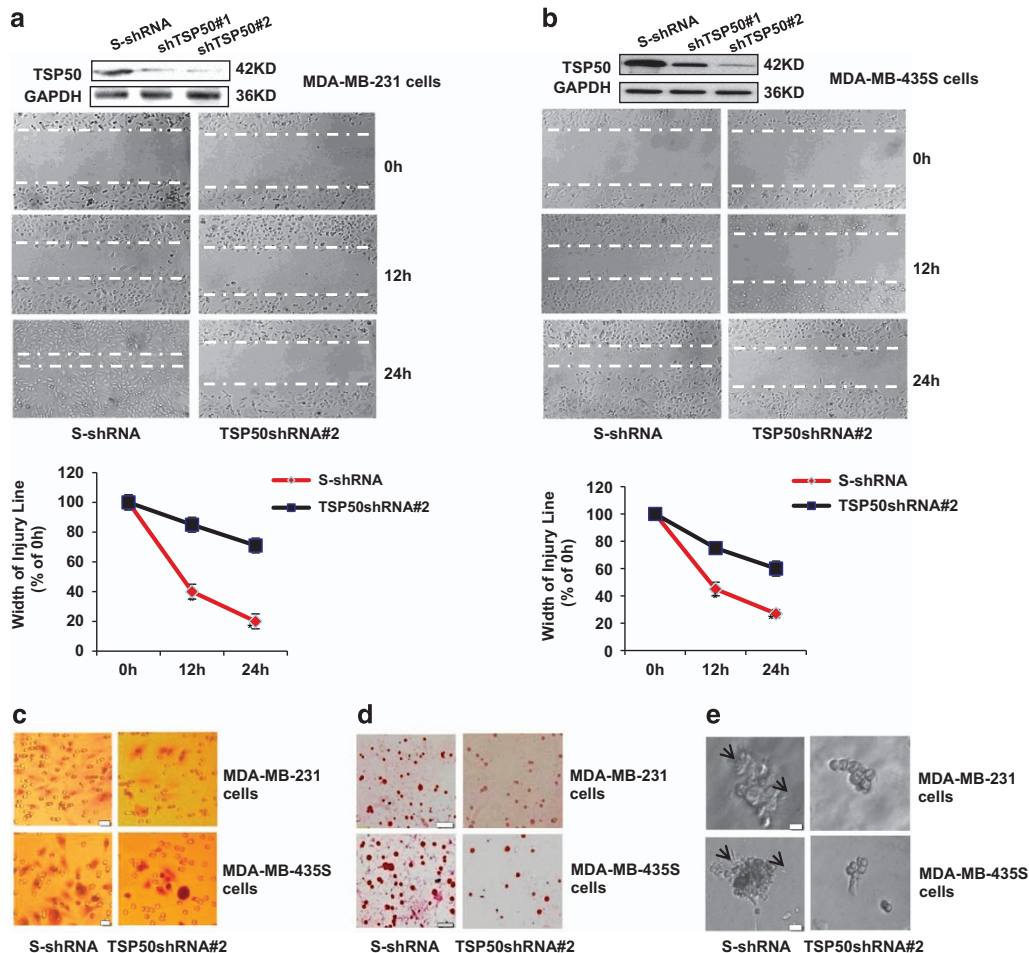 a
S-shRNA
shTSP50#1
shTSP50#2
TSP50
42KD
GAPDH
36KD
MDA-MB-231 cells
0h
12h
24h
S-shRNA
TSP50shRNA#2
120
100
80
60
40
20
0
Width of Injury Line
(% of 0h)
S-shRNA
TSP50shRNA#2
*
*
0h
12h
24h
b
S-shRNA
shTSP50#1
shTSP50#2
TSP50
42KD
GAPDH
36KD
MDA-MB-435S cells
0h
12h
24h
S-shRNA
TSP50shRNA#2
120
100
80
60
40
20
0
Width of Injury Line
(% of 0h)
S-shRNA
TSP50shRNA#2
*
*
0h
12h
24h
c
MDA-MB-231
cells
MDA-MB-435S
cells
S-shRNA
TSP50shRNA#2
d
MDA-MB-231
cells
MDA-MB-435S
cells
S-shRNA
TSP50shRNA#2
e
MDA-MB-231
cells
MDA-MB-435S
cells
S-shRNA
TSP50shRNA#2